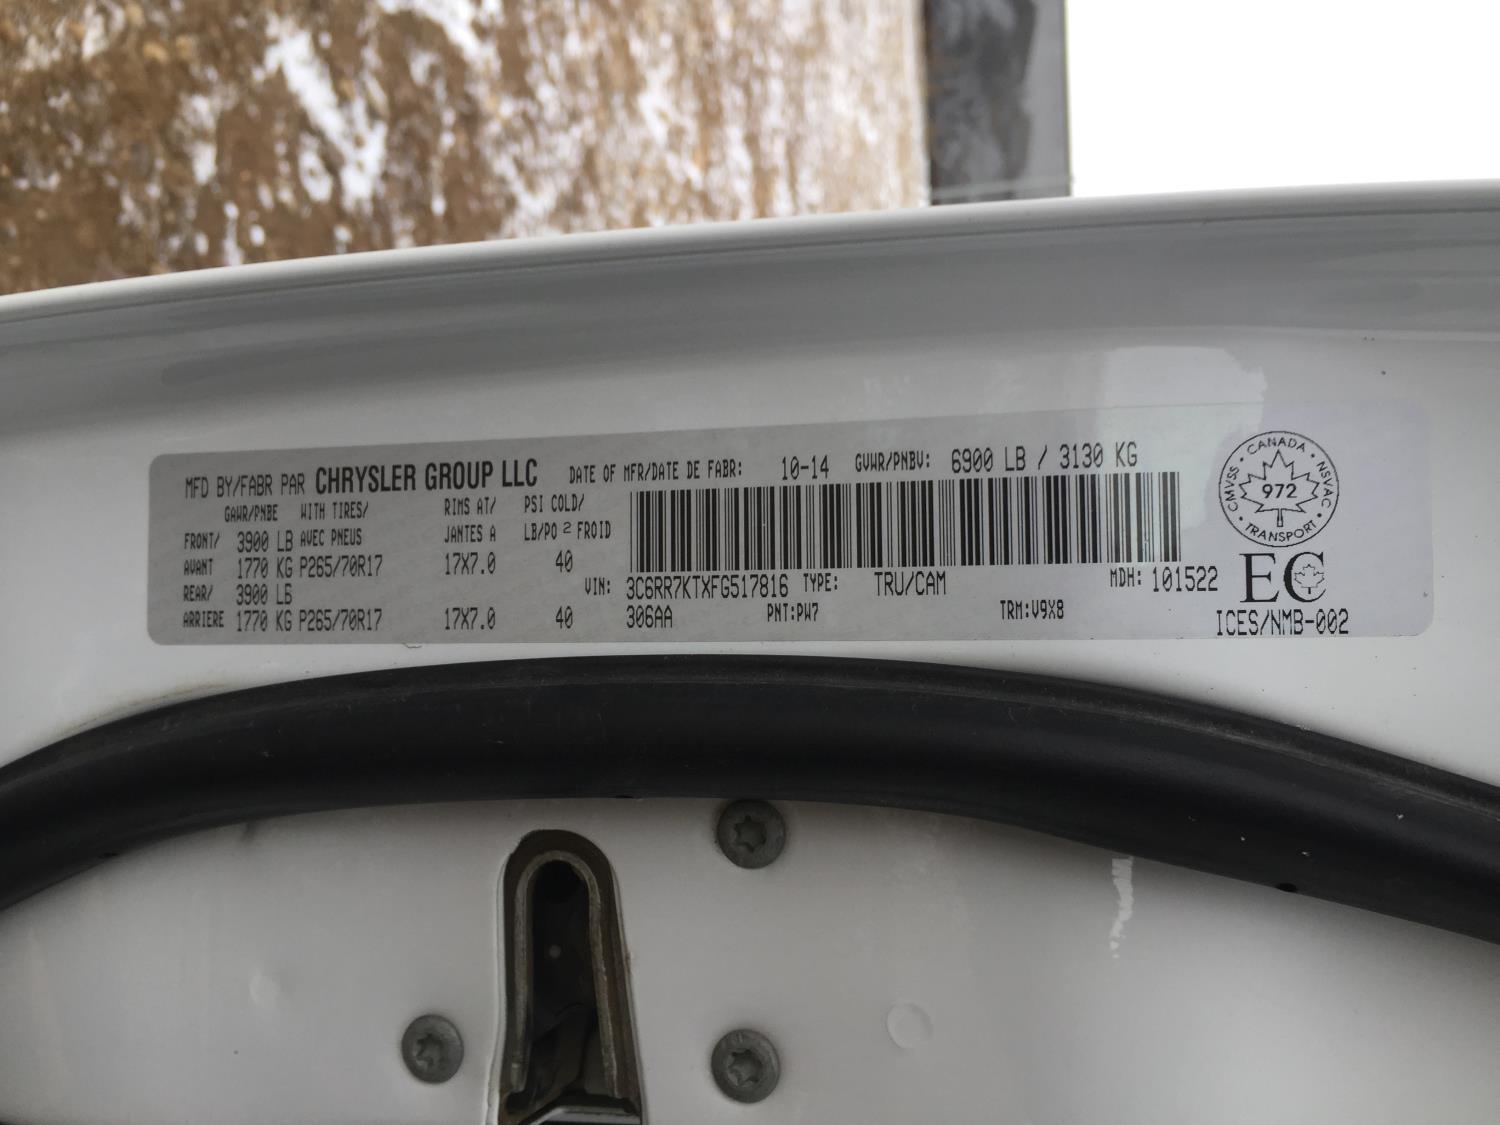 MFD BY/FABR PAR CHRYSLER GROUP LLC DATE OF MFR/DATE DE FABR: 10-14 GVWR/PNBV: 6900 LB / 3130 KG
GAWR/PNBE WITH TIRES/ RIMS AT/ PSI COLD/
FRONT/ 3900 LB AVEC PNEUS JANTES A LB/PO 2 FROID
AVANT 1770 KG P265/70R17 17X7.0 40
REAR/ 3900 LB
ARRIERE 1770 KG P265/70R17 17X7.0 40
VIN: 3C6RR7KTXFG517816 TYPE: TRU/CAM MDH: 101522
306AA PNT:PW7 TRM:V9X8
CANADA
CMVSS · NSVAC
972
TRANSPORT
EC
ICES/NMB-002